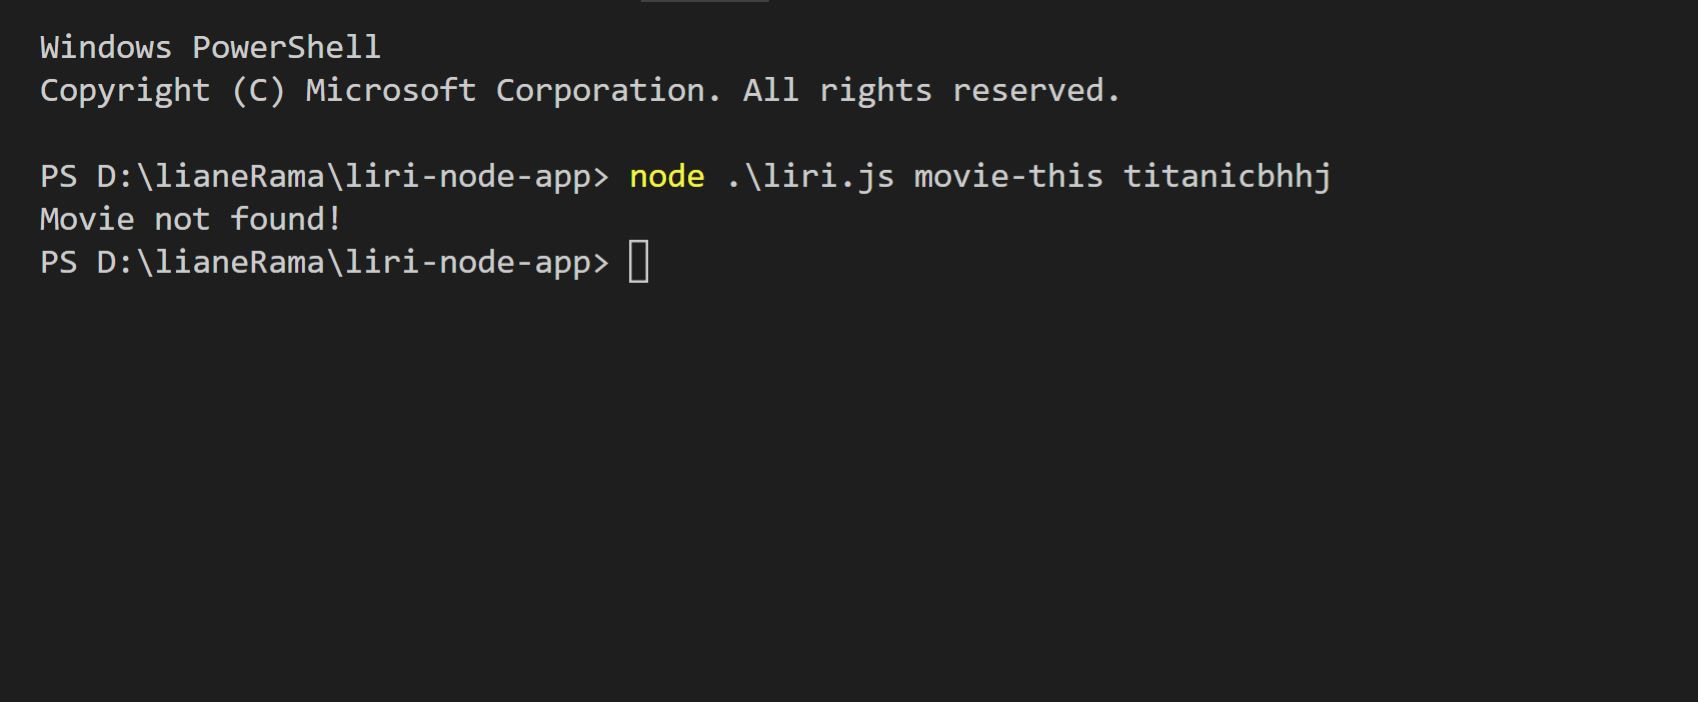 Windows PowerShell
Copyright (C) Microsoft Corporation. All rights reserved.
PS D:\lianeRama\liri-node-app> node .\liri.js movie-this titanicbhhj
Movie not found!
PS D:\lianeRama\liri-node-app>